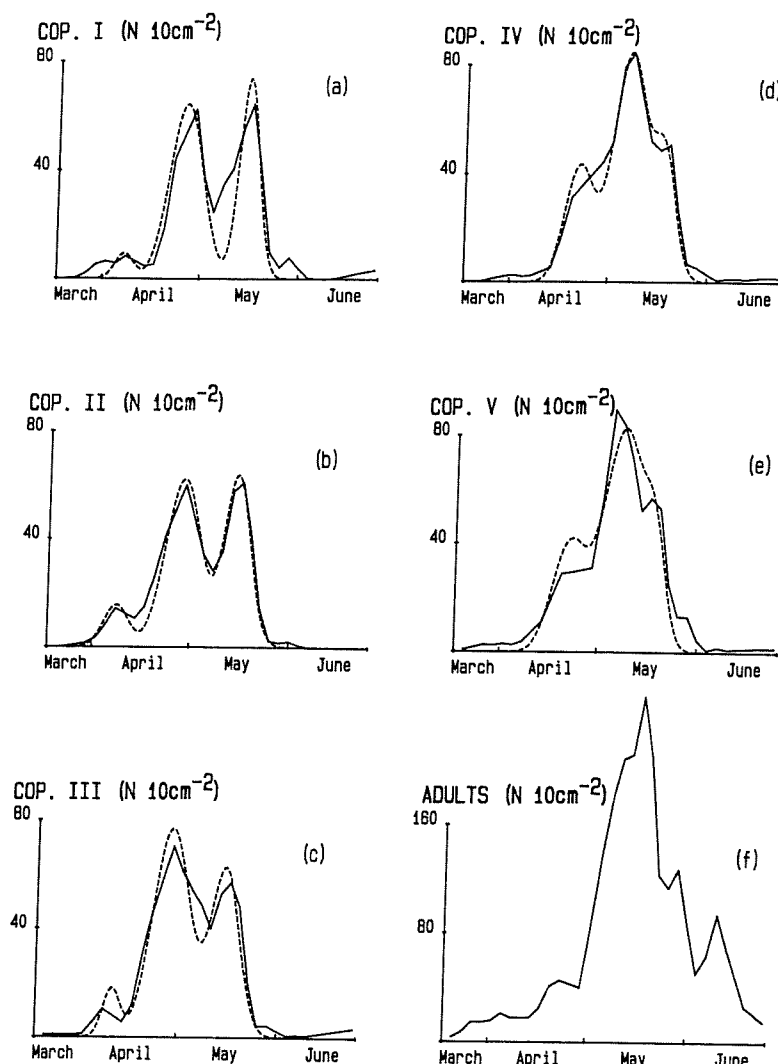 COP. I (N 10cm⁻²)
80
40
(a)
March April May June
COP. II (N 10cm⁻²)
80
40
(b)
March April May June
COP. III (N 10cm⁻²)
80
40
(c)
March April May June
COP. IV (N 10cm⁻²)
80
40
(d)
March April May June
COP. V (N 10cm⁻²)
80
40
(e)
March April May June
ADULTS (N 10cm⁻²)
160
80
(f)
March April May June